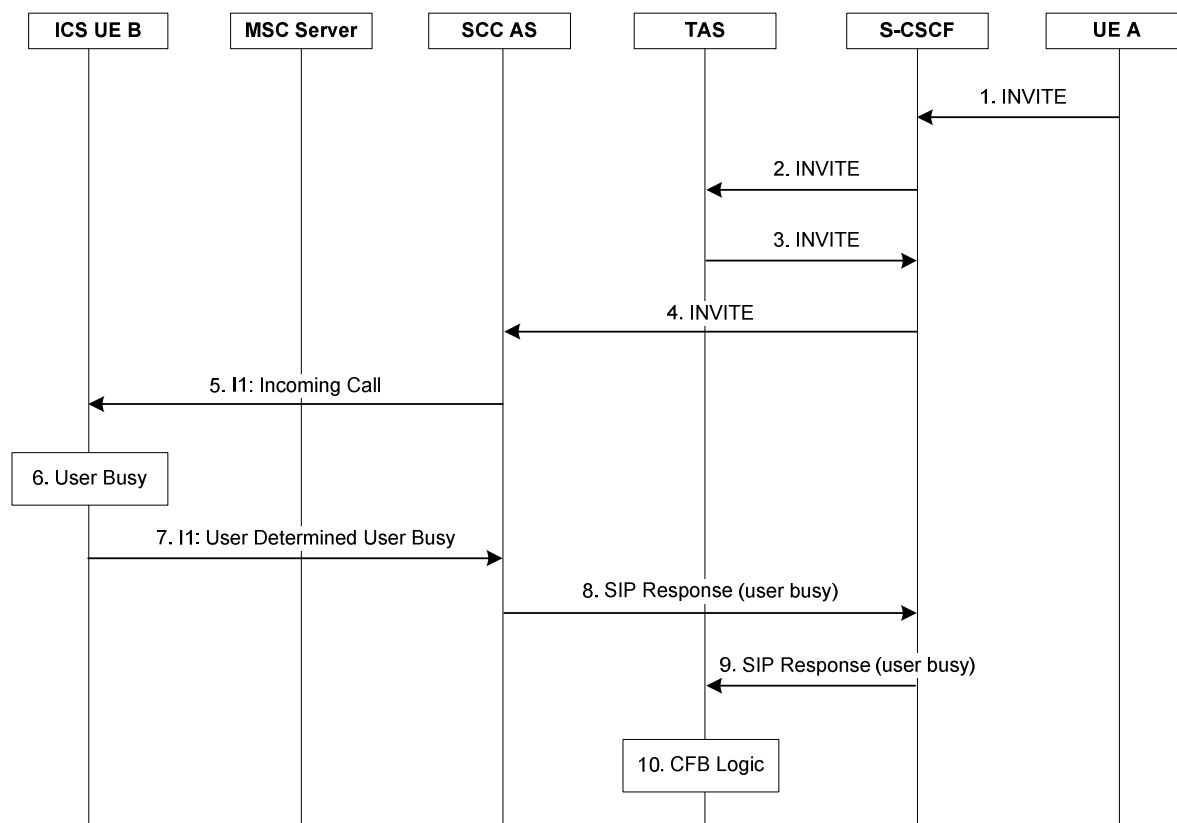 ICS UE B
MSC Server
SCC AS
TAS
S-CSCF
UE A
1. INVITE
2. INVITE
3. INVITE
4. INVITE
5. I1: Incoming Call
6. User Busy
7. I1: User Determined User Busy
8. SIP Response (user busy)
9. SIP Response (user busy)
10. CFB Logic